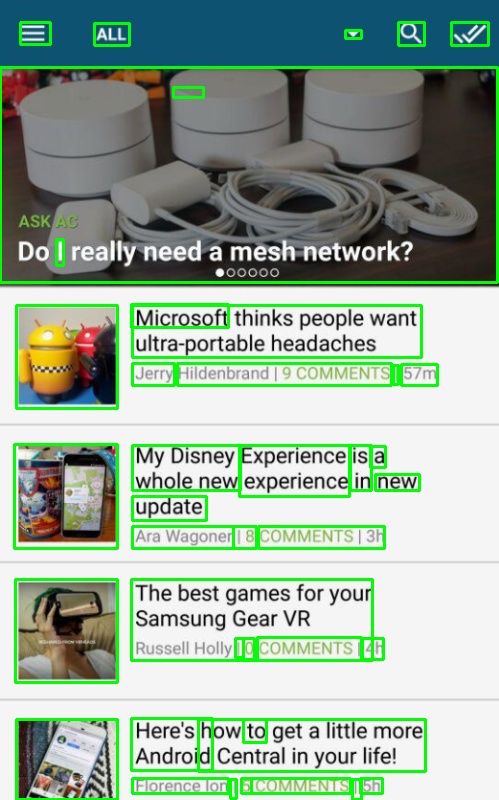 ALL
ASK AC
Do I really need a mesh network?
Microsoft thinks people want
ultra-portable headaches
Jerry Hildenbrand | 9 COMMENTS | 57m
My Disney Experience is a
whole new experience in new
update
Ara Wagoner | 8 COMMENTS | 3h
The best games for your
Samsung Gear VR
Russell Holly | 0 COMMENTS | 4h
Here's how to get a little more
Android Central in your life!
Florence Ion | 5 COMMENTS | 5h